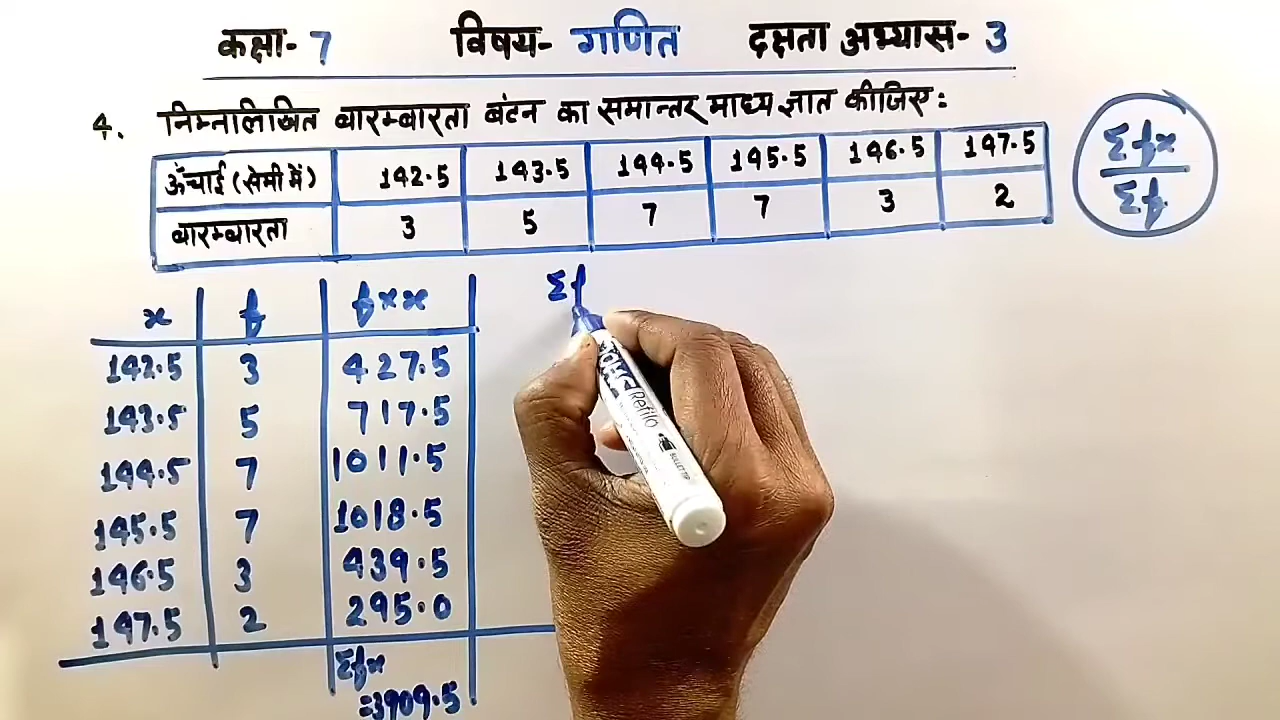 कक्षा- 7 विषय- गणित दक्षता अभ्यास- 3
4. निम्नलिखित बारम्बारता बंटन का समान्तर माध्य ज्ञात कीजिए:
ऊँचाई (सेमी में) 142.5 143.5 144.5 145.5 146.5 147.5
बारम्बारता 3 5 7 7 3 2
Σfx
Σf
x f f×x
142.5 3 427.5
143.5 5 717.5
144.5 7 1011.5
145.5 7 1018.5
146.5 3 439.5
147.5 2 295.0
Σfx
=3909.5
Σf
Refilo
BULLET TIP